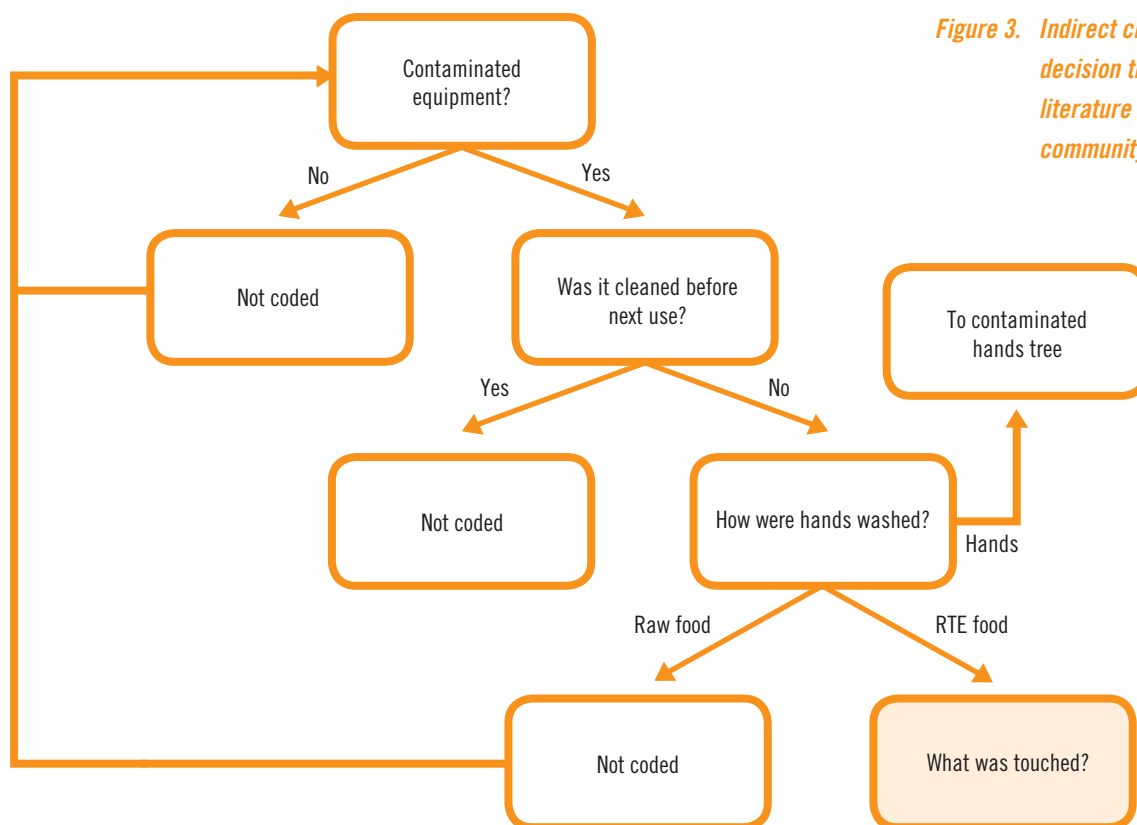 Figure 3. Indirect
decision
literature
community
Contaminated
equipment?
No
Yes
Not coded
Was it cleaned before
next use?
To contaminated
hands tree
Yes
No
Not coded
How were hands washed?
Hands
Raw food
RTE food
Not coded
What was touched?